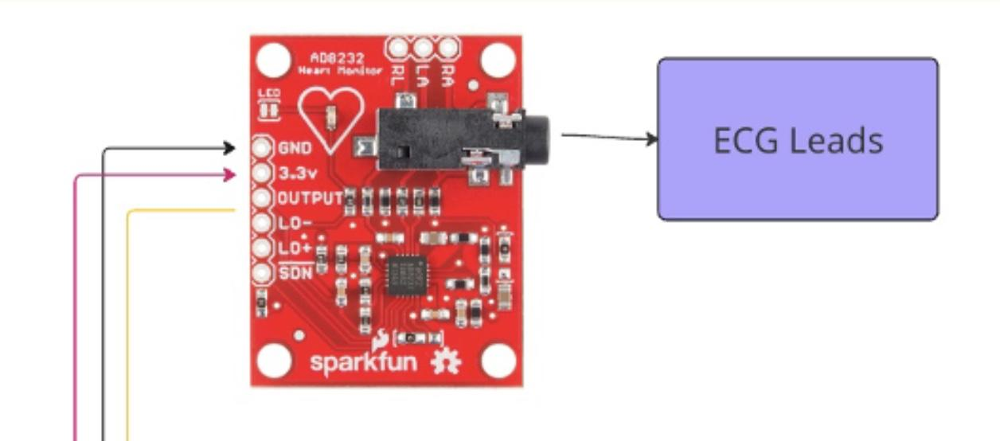 AD8232
Heart Monitor
RL
LA
RA
LED
GND
3.3v
OUTPUT
LO-
LO+
SDN
sparkfun
ECG Leads